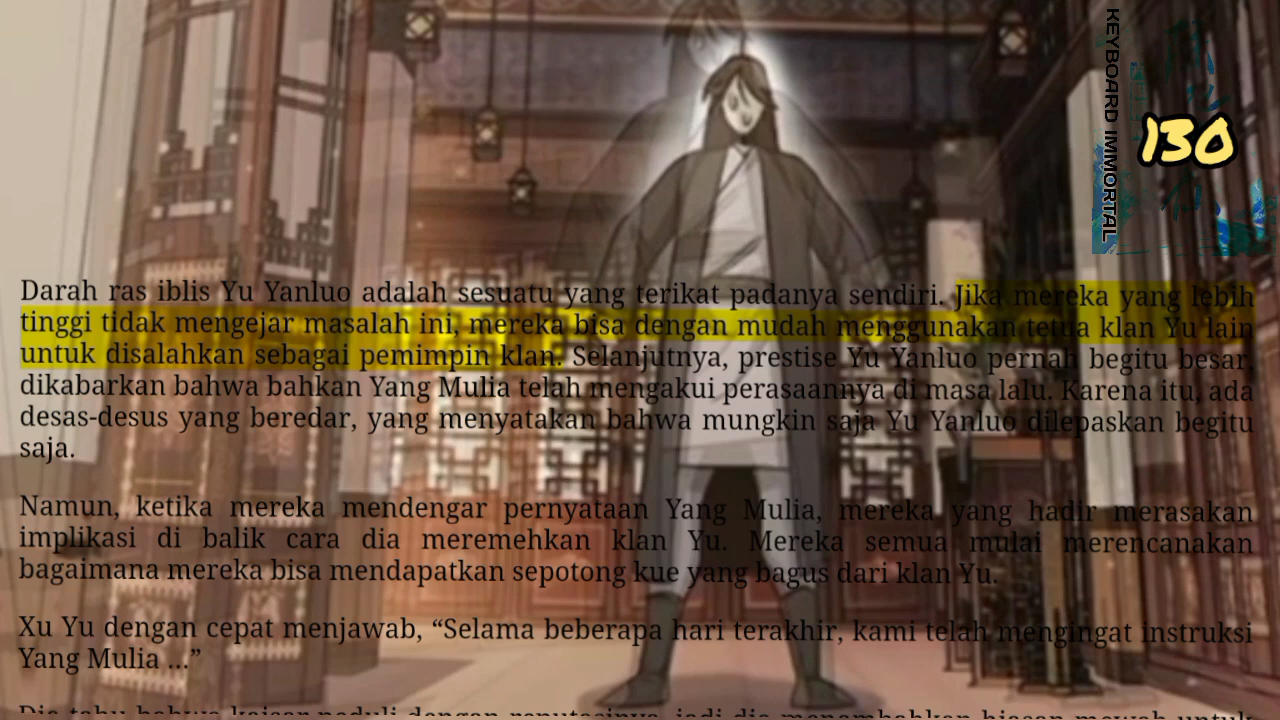 KEYBOARD IMMORTAL
130
Darah ras iblis Yu Yanluo adalah sesuatu yang terikat padanya sendiri. Jika mereka yang lebih
tinggi tidak mengejar masalah ini, mereka bisa dengan mudah menggunakan tetua klan Yu lain
untuk disalahkan sebagai pemimpin klan. Selanjutnya, prestise Yu Yanluo pernah begitu besar,
dikabarkan bahwa bahkan Yang Mulia telah mengakui perasaannya di masa lalu. Karena itu, ada
desas-desus yang beredar, yang menyatakan bahwa mungkin saja Yu Yanluo dilepaskan begitu
saja.
Namun, ketika mereka mendengar pernyataan Yang Mulia, mereka yang hadir merasakan
implikasi di balik cara dia meremehkan klan Yu. Mereka semua mulai merencanakan
bagaimana mereka bisa mendapatkan sepotong kue yang bagus dari klan Yu.
Xu Yu dengan cepat menjawab, “Selama beberapa hari terakhir, kami telah mengingat instruksi
Yang Mulia ...”